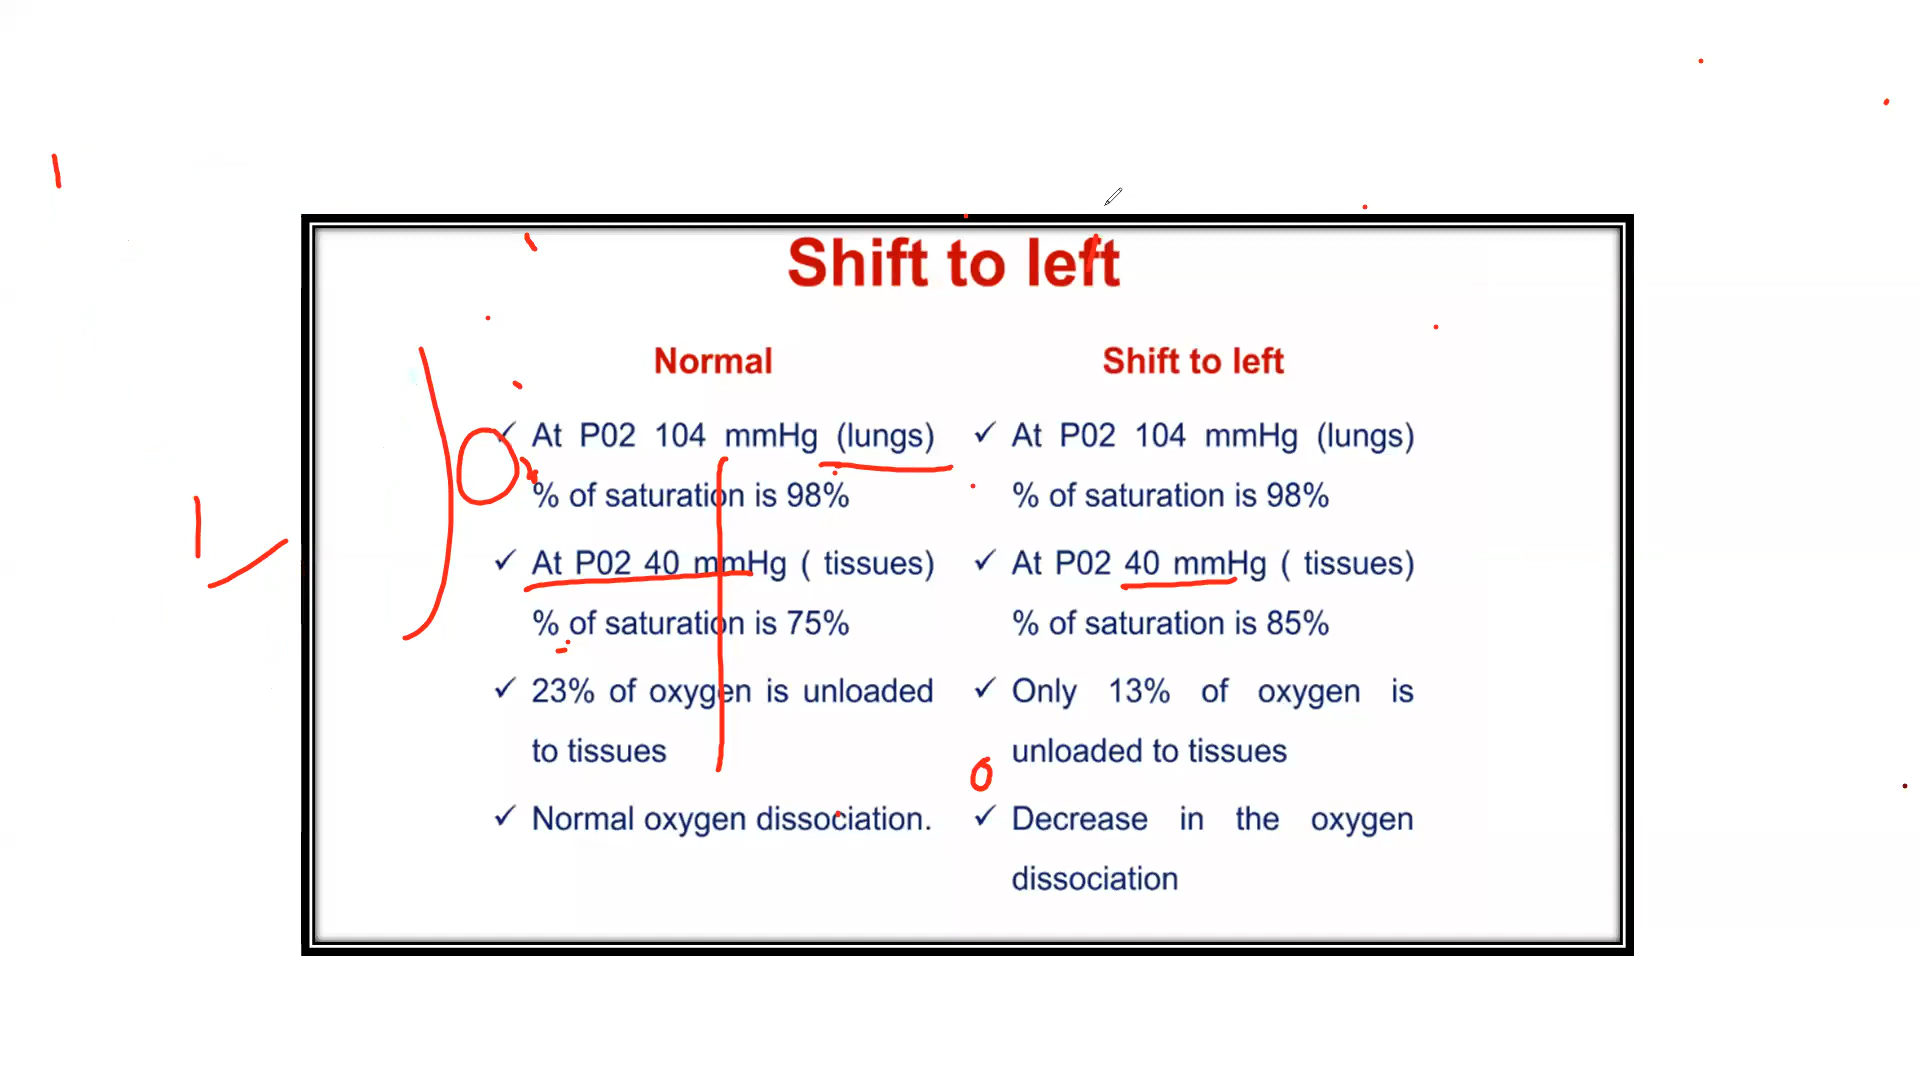 Shift to left
Normal
At P02 104 mmHg (lungs)
% of saturation is 98%
At P02 40 mmHg ( tissues)
% of saturation is 75%
23% of oxygen is unloaded
to tissues
Normal oxygen dissociation.
Shift to left
At P02 104 mmHg (lungs)
% of saturation is 98%
At P02 40 mmHg ( tissues)
% of saturation is 85%
Only 13% of oxygen is
unloaded to tissues
Decrease in the oxygen
dissociation